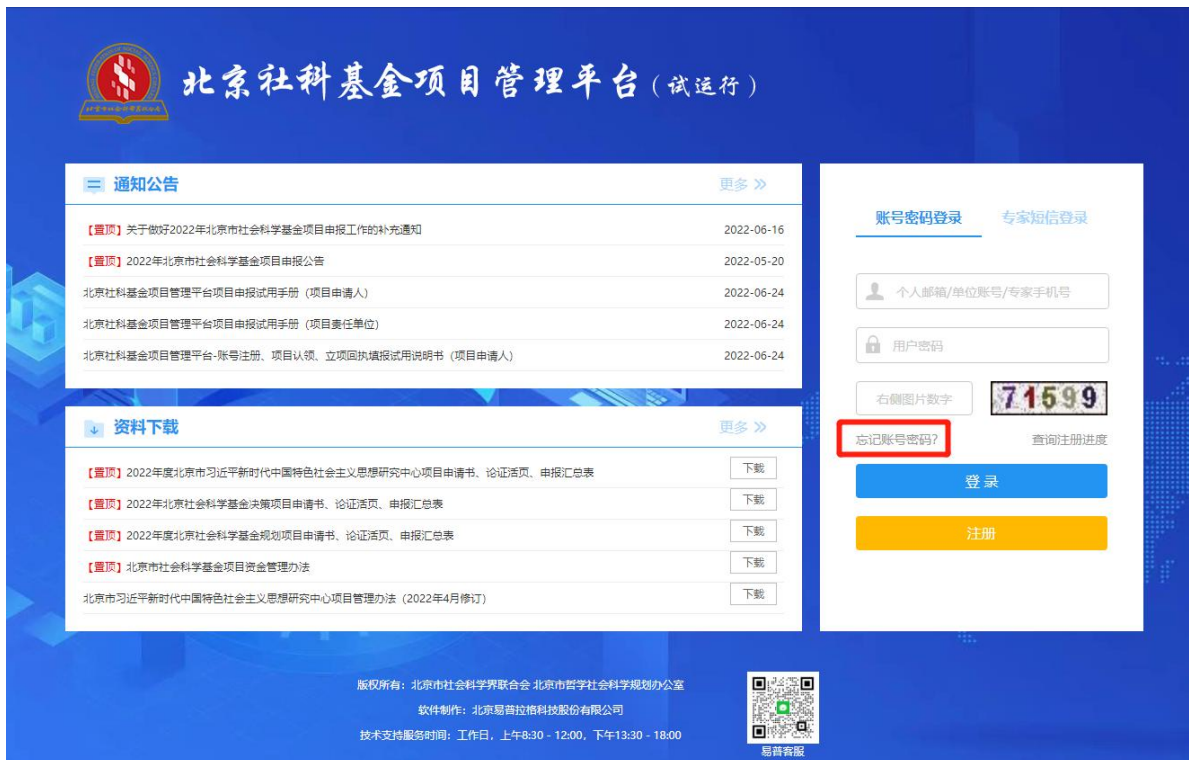 北京社科基金项目管理平台(试运行)
通知公告 更多
【置顶】关于做好2022年北京市社会科学基金项目申报工作的补充通知 2022-06-16
【置顶】2022年北京市社会科学基金项目申报公告 2022-05-20
北京社科基金项目管理平台项目申报试用手册(项目申请人) 2022-06-24
北京社科基金项目管理平台项目申报试用手册(项目责任单位) 2022-06-24
北京社科基金项目管理平台-账号注册、项目认领、立项回执填报试用说明书(项目申请人) 2022-06-24
资料下载 更多
【置顶】2022年度北京市习近平新时代中国特色社会主义思想研究中心项目申请书、论证活页、申报汇总表 下载
【置顶】2022年北京社会科学基金决策项目申请书、论证活页、申报汇总表 下载
【置顶】2022年度北京社会科学基金规划项目申请书、论证活页、申报汇总表 下载
【置顶】北京市社会科学基金项目资金管理办法 下载
北京市习近平新时代中国特色社会主义思想研究中心项目管理办法(2022年4月修订) 下载
账号密码登录 专家短信登录
个人邮箱/单位账号/专家手机号
用户密码
右侧图片数字 71599
忘记账号密码? 查询注册进度
登录
注册
版权所有:北京市社会科学界联合会 北京市哲学社会科学规划办公室
软件制作:北京易普拉格科技股份有限公司
技术支持服务时间:工作日,上午8:30 - 12:00,下午13:30 - 18:00
易普客服